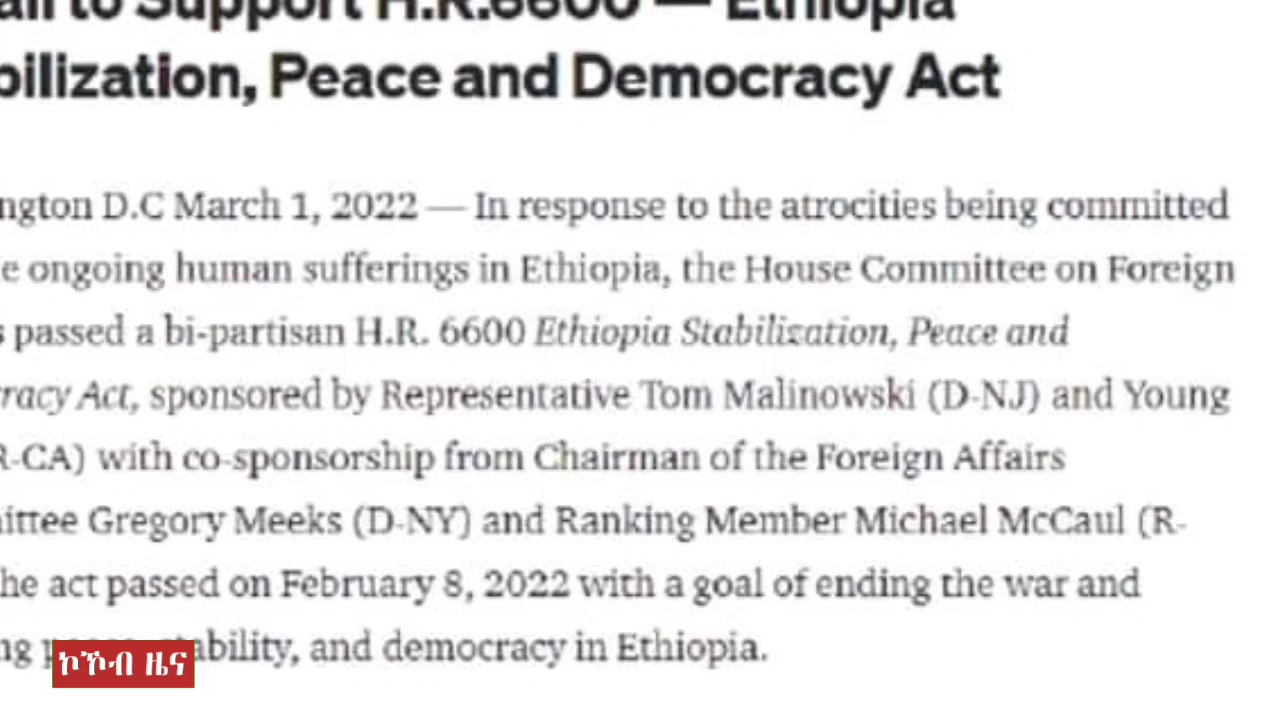 all to Support H.R.6600 — Ethiopia
bilization, Peace and Democracy Act
ngton D.C March 1, 2022 — In response to the atrocities being committed
e ongoing human sufferings in Ethiopia, the House Committee on Foreign
s passed a bi-partisan H.R. 6600 Ethiopia Stabilization, Peace and
racy Act, sponsored by Representative Tom Malinowski (D-NJ) and Young
R-CA) with co-sponsorship from Chairman of the Foreign Affairs
ittee Gregory Meeks (D-NY) and Ranking Member Michael McCaul (R-
he act passed on February 8, 2022 with a goal of ending the war and
ng ability, and democracy in Ethiopia.
ኮኾብ ዜና